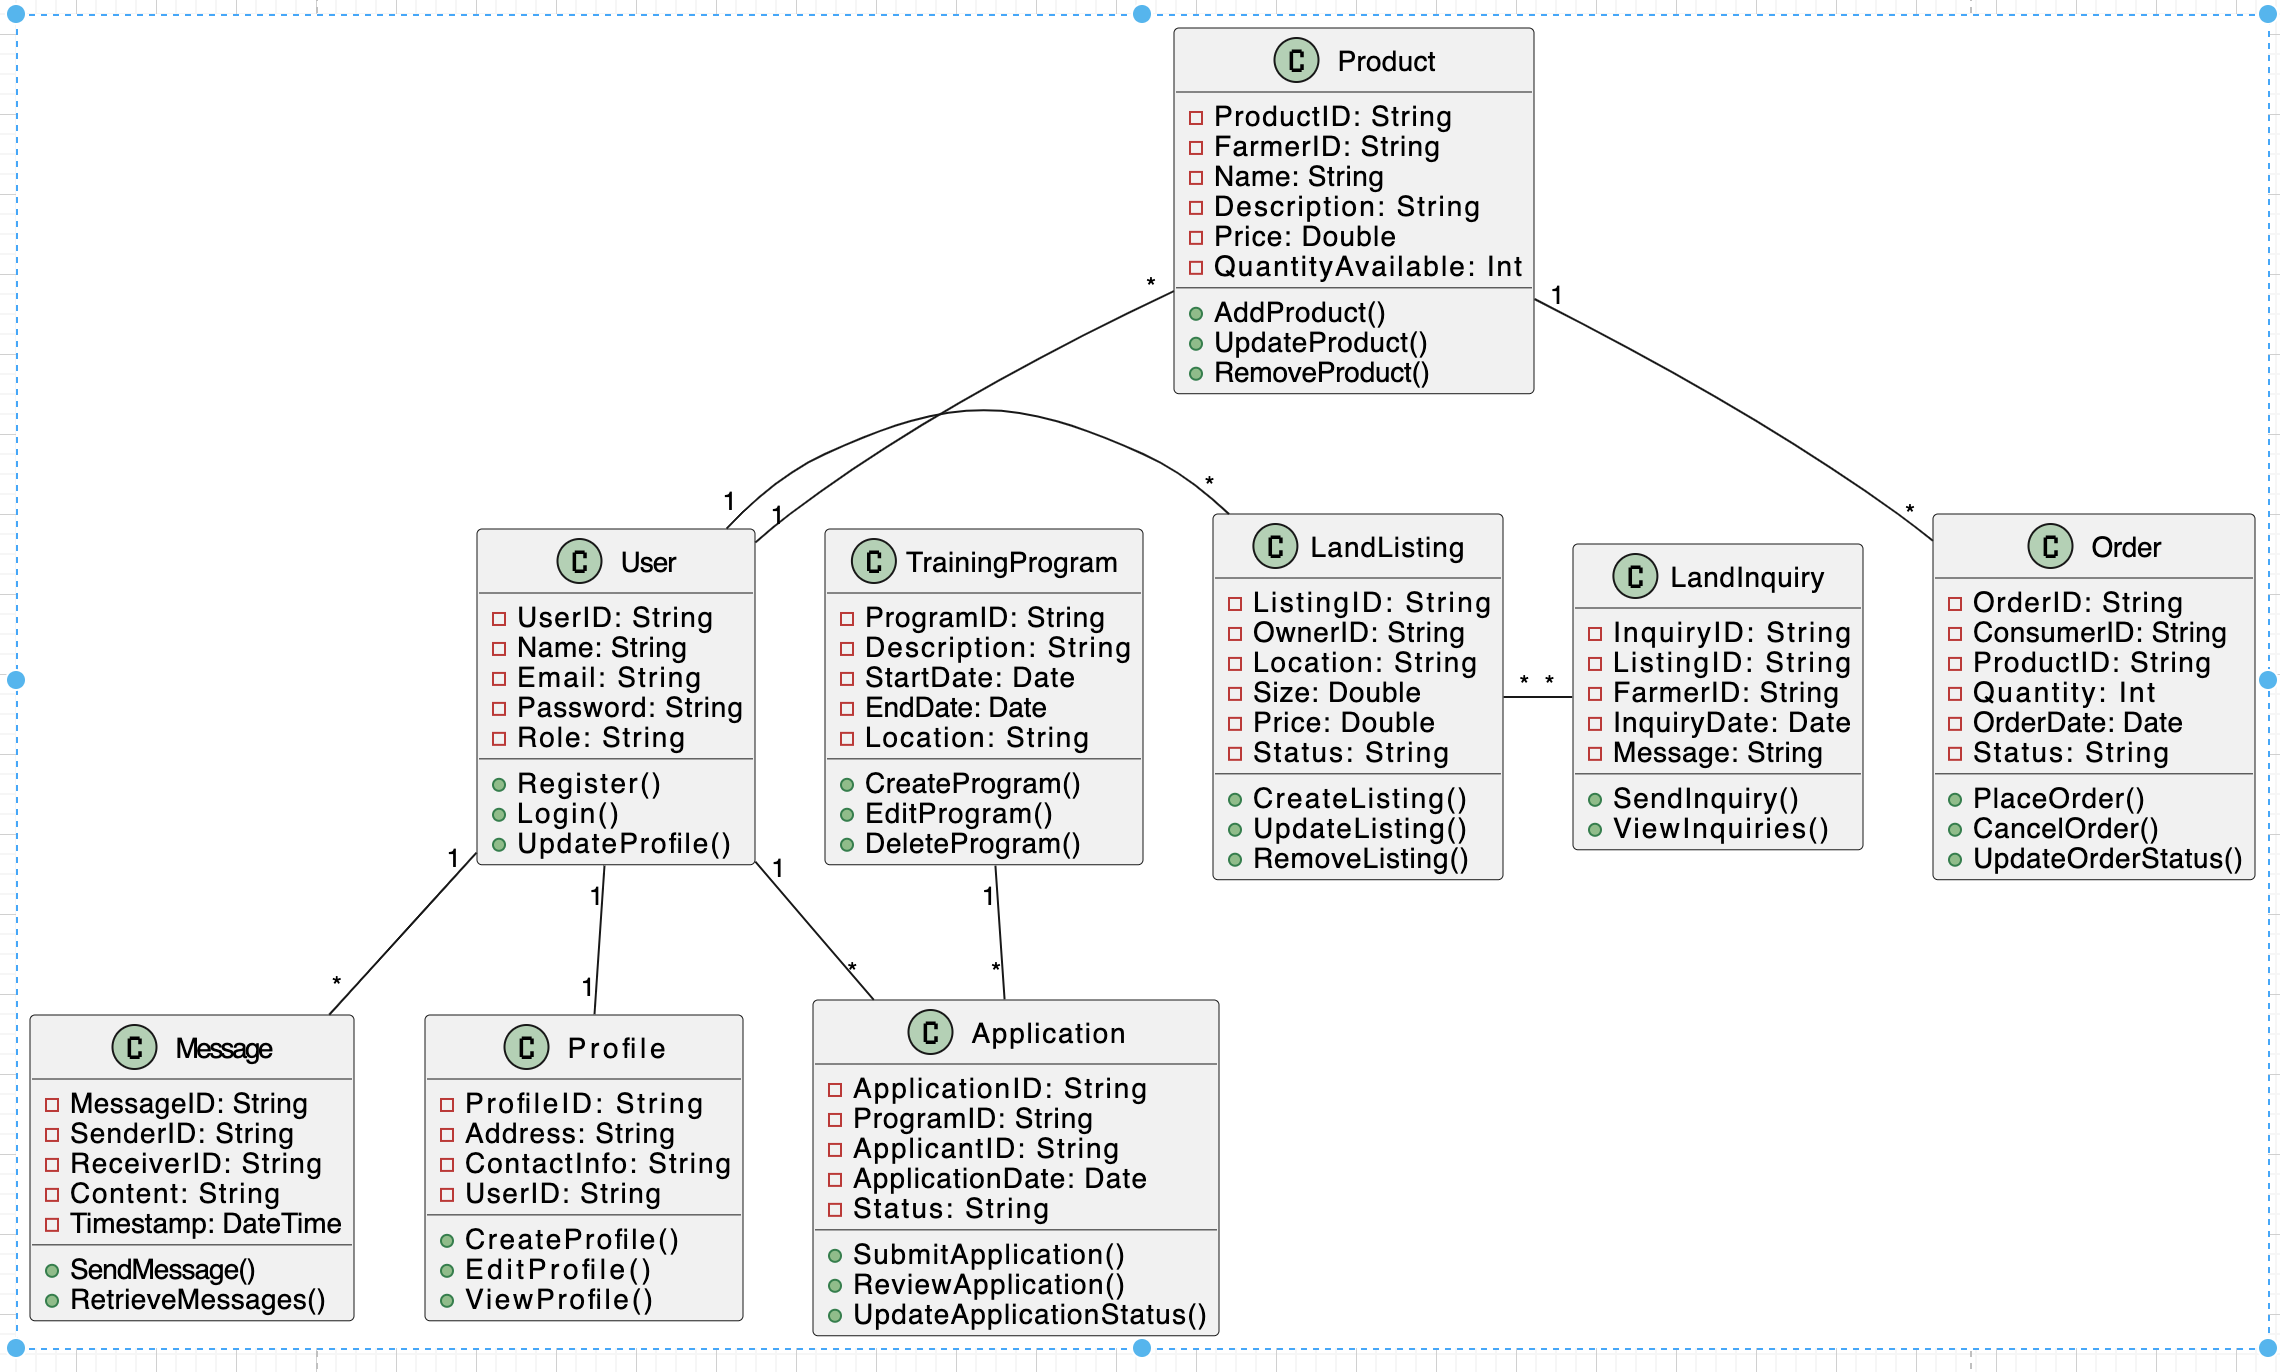 C Product
ProductID: String
FarmerID: String
Name: String
Description: String
Price: Double
QuantityAvailable: Int
AddProduct()
UpdateProduct()
RemoveProduct()
*
1
1
1
*
*
C User
UserID: String
Name: String
Email: String
Password: String
Role: String
Register()
Login()
UpdateProfile()
C TrainingProgram
ProgramID: String
Description: String
StartDate: Date
EndDate: Date
Location: String
CreateProgram()
EditProgram()
DeleteProgram()
C LandListing
ListingID: String
OwnerID: String
Location: String
Size: Double
Price: Double
Status: String
CreateListing()
UpdateListing()
RemoveListing()
* *
C LandInquiry
InquiryID: String
ListingID: String
FarmerID: String
InquiryDate: Date
Message: String
SendInquiry()
ViewInquiries()
C Order
OrderID: String
ConsumerID: String
ProductID: String
Quantity: Int
OrderDate: Date
Status: String
PlaceOrder()
CancelOrder()
UpdateOrderStatus()
1
1
1
1
*
1
*
*
C Message
MessageID: String
SenderID: String
ReceiverID: String
Content: String
Timestamp: DateTime
SendMessage()
RetrieveMessages()
C Profile
ProfileID: String
Address: String
ContactInfo: String
UserID: String
CreateProfile()
EditProfile()
ViewProfile()
C Application
ApplicationID: String
ProgramID: String
ApplicantID: String
ApplicationDate: Date
Status: String
SubmitApplication()
ReviewApplication()
UpdateApplicationStatus()